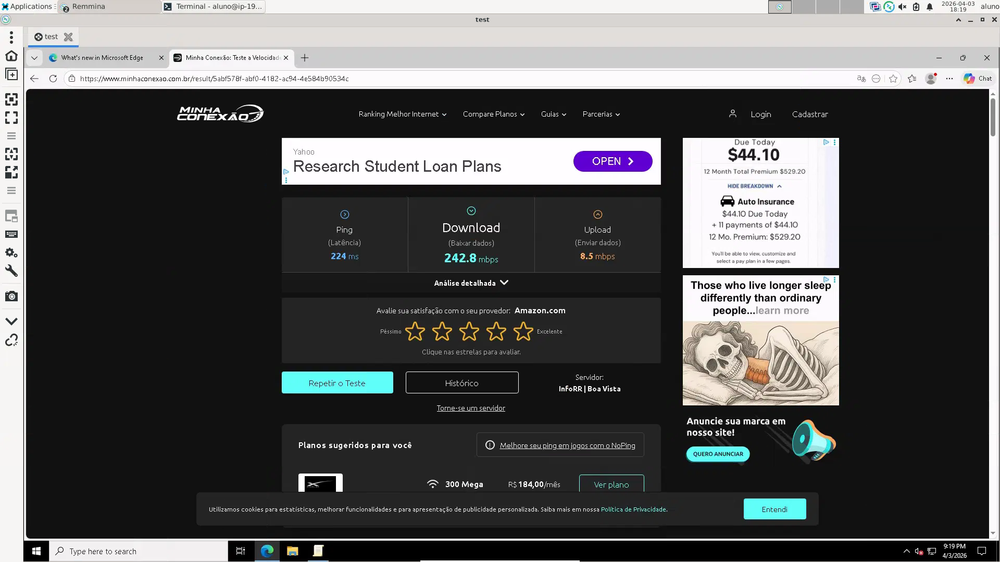 Applications
2
Remmina
Terminal - aluno@ip-19...
2026-04-03
18:19
aluno
test
test
What's new in Microsoft Edge
Minha Conexão: Teste a Velocidad
https://www.minhaconexao.com.br/result/5abf578f-abf0-4182-ac94-4e584b90534c
Chat
MINHA
CONEXÃO
Ranking Melhor Internet
Compare Planos
Guias
Parcerias
Login
Cadastrar
Yahoo
Research Student Loan Plans
OPEN
Due Today
$44.10
12 Month Total Premium $529.20
HIDE BREAKDOWN
Auto Insurance
$44.10 Due Today
+ 11 payments of $44.10
12 Mo. Premium: $529.20
You'll be able to view, customize and
select a pay plan in a few pages.
Ping
(Latência)
224 ms
Download
(Baixar dados)
242.8 mbps
Upload
(Enviar dados)
8.5 mbps
Análise detalhada
Avalie sua satisfação com o seu provedor: Amazon.com
Péssimo
Excelente
Clique nas estrelas para avaliar.
Those who live longer sleep
differently than ordinary
people...learn more
Repetir o Teste
Histórico
Servidor:
InfoRR | Boa Vista
Torne-se um servidor
Anuncie sua marca em
nosso site!
QUERO ANUNCIAR
Planos sugeridos para você
Melhore seu ping em jogos com o NoPing
300 Mega
R$ 184,00/mês
Ver plano
Utilizamos cookies para estatísticas, melhorar funcionalidades e para apresentação de publicidade personalizada. Saiba mais em nossa Política de Privacidade.
Entendi
Type here to search
9:19 PM
4/3/2026